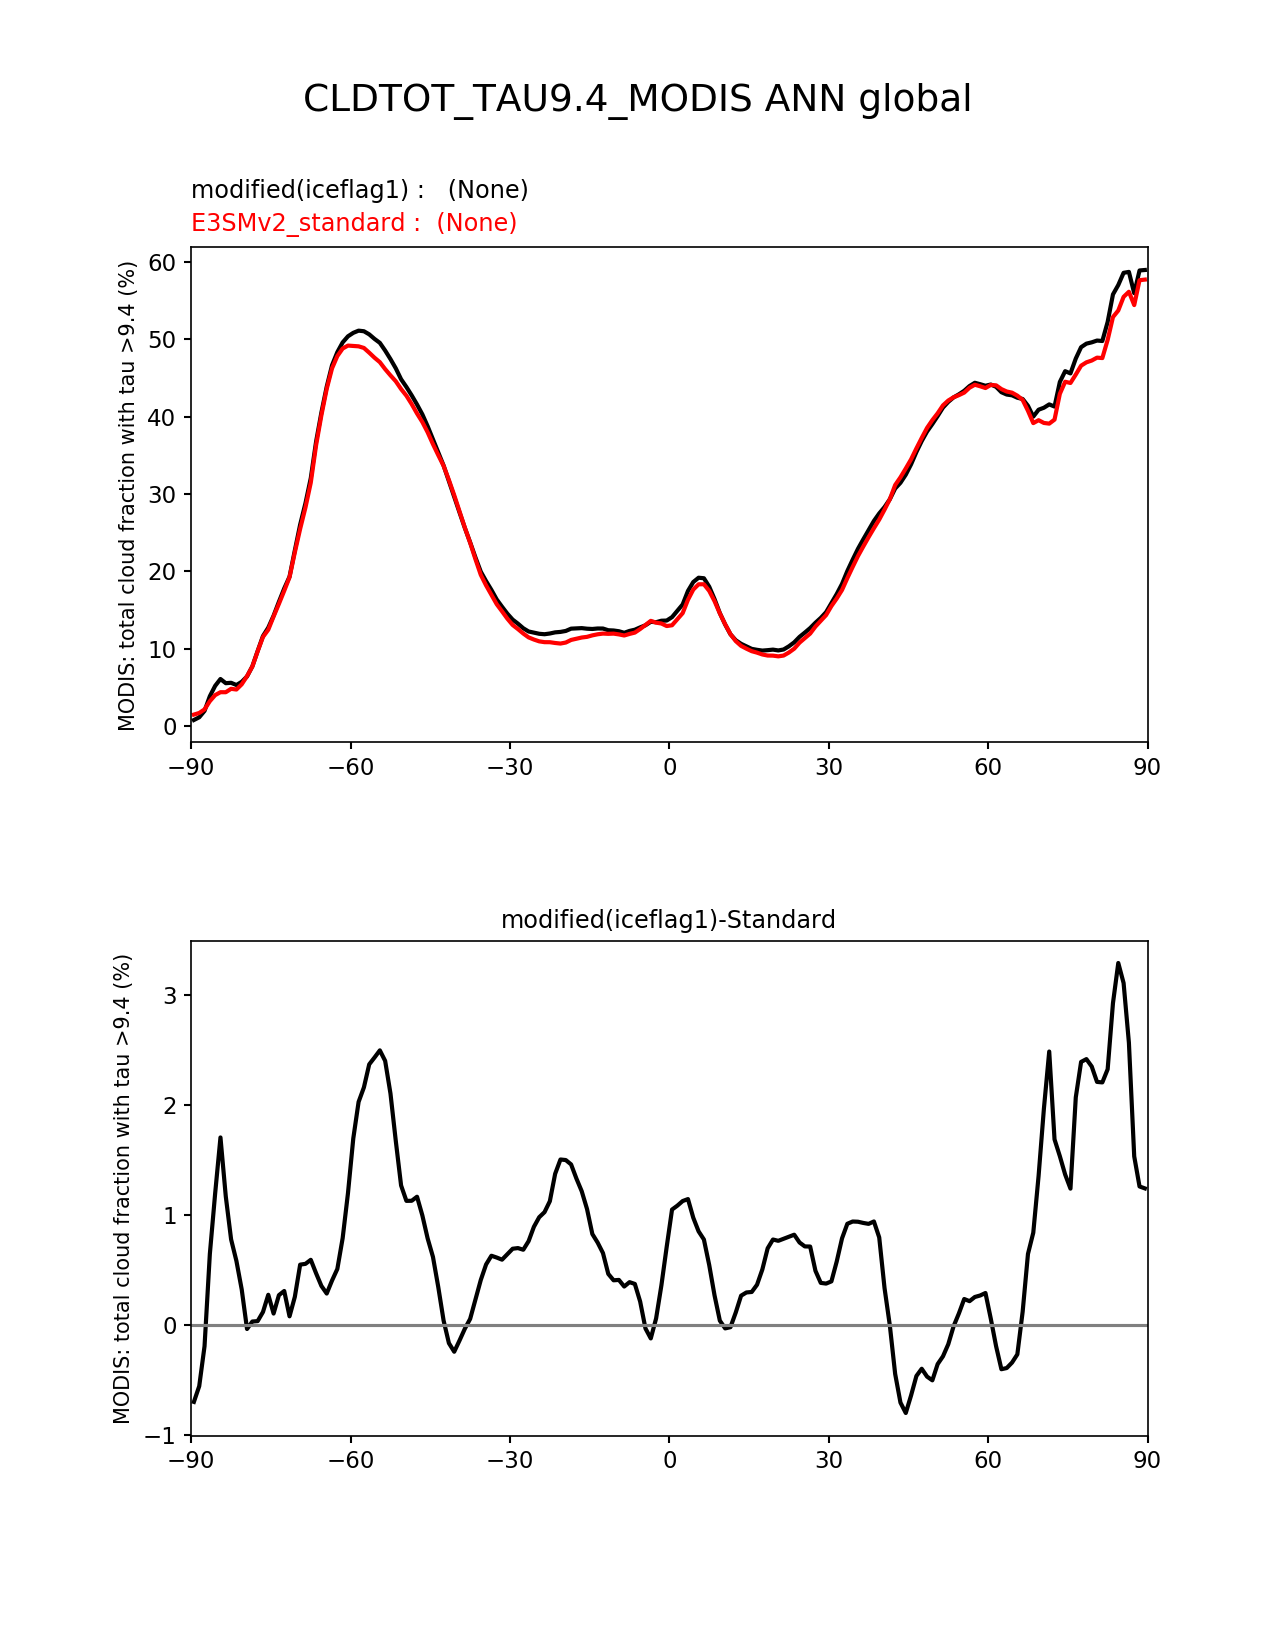 CLDTOT_TAU9.4_MODIS ANN global
modified(iceflag1) : (None)
E3SMv2_standard : (None)
MODIS: total cloud fraction with tau >9.4 (%)
60
50
40
30
20
10
0
−90 −60 −30 0 30 60 90
modified(iceflag1)-Standard
MODIS: total cloud fraction with tau >9.4 (%)
3
2
1
0
−1
−90 −60 −30 0 30 60 90